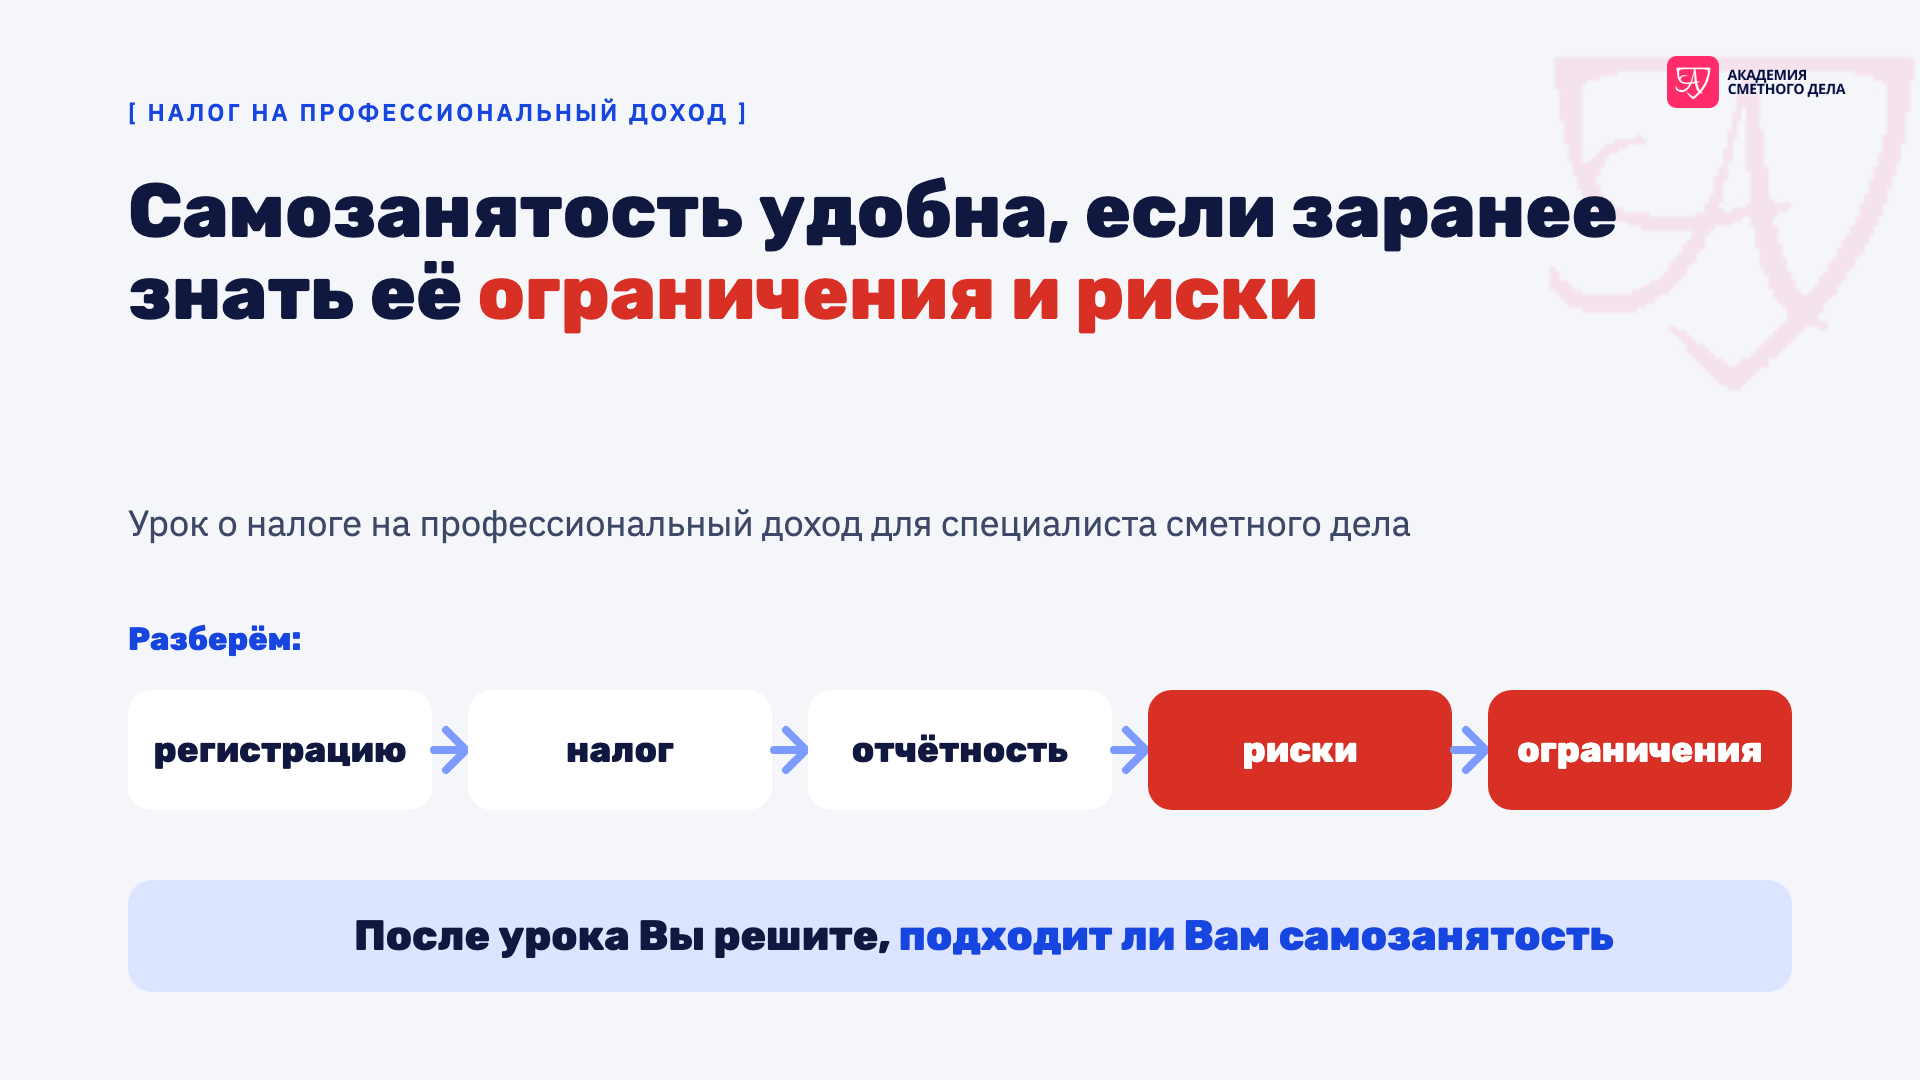 [ НАЛОГ НА ПРОФЕССИОНАЛЬНЫЙ ДОХОД ]
АКАДЕМИЯ
СМЕТНОГО ДЕЛА
Самозанятость удобна, если заранее
знать её ограничения и риски
Урок о налоге на профессиональный доход для специалиста сметного дела
Разберём:
регистрацию
налог
отчётность
риски
ограничения
После урока Вы решите, подходит ли Вам самозанятость